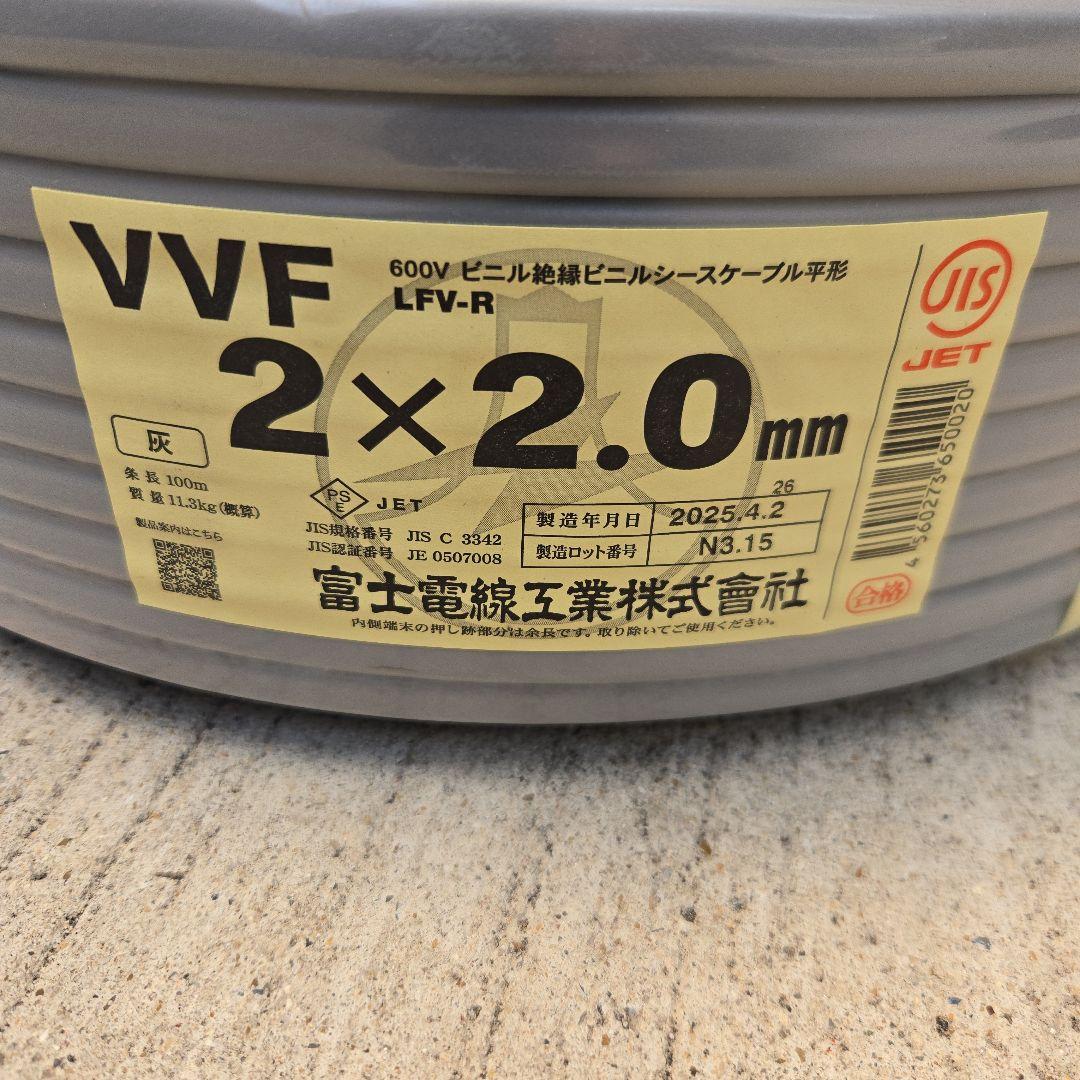 VVF
600V ビニル絶縁ビニルシースケーブル平形
LFV-R
2×2.0mm
灰
条長 100m
質量 11.3kg(概算)
製品案内はこちら
PS
E
JET
JIS規格番号 JIS C 3342
JIS認証番号 JE 0507008
26
製造年月日 2025.4.2
製造ロット番号 N3.15
富士電線工業株式會社
内側端末の押し跡部分は余長です。取り除いてご使用ください。
JIS
JET
4 560273 650020
合格